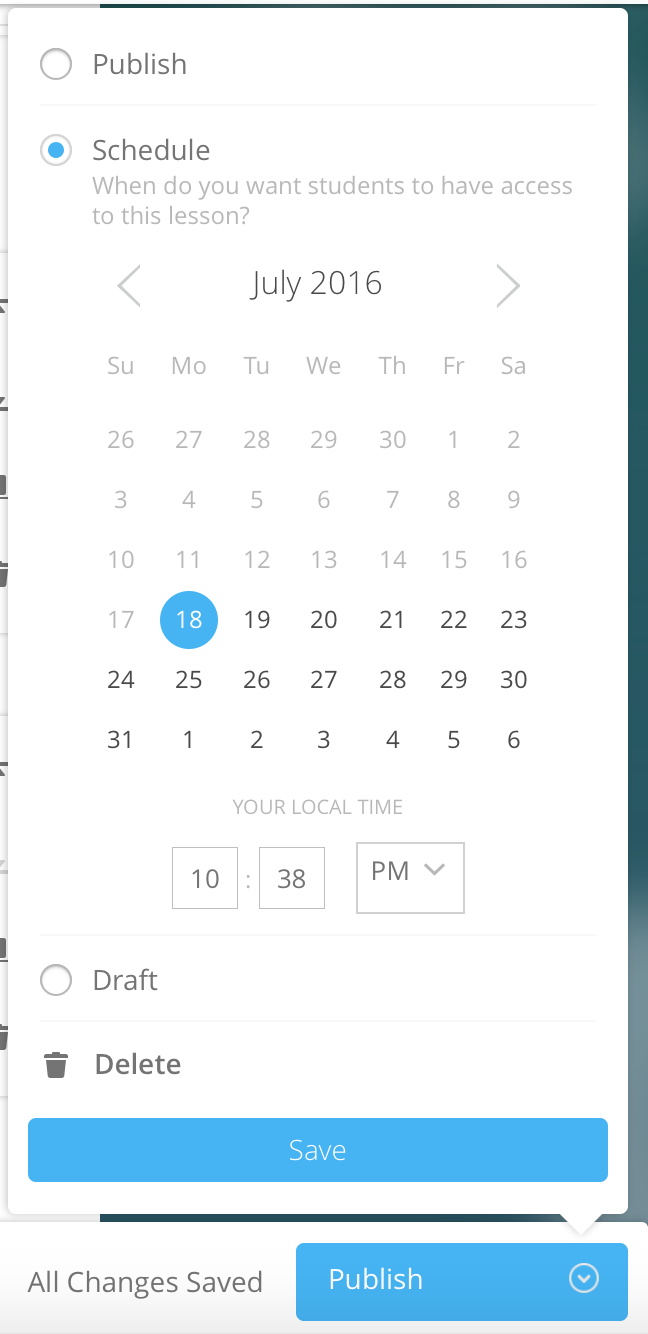 Publish
Schedule
When do you want students to have access
to this lesson?
July 2016
Su Mo Tu We Th Fr Sa
26 27 28 29 30 1 2
3 4 5 6 7 8 9
10 11 12 13 14 15 16
17 18 19 20 21 22 23
24 25 26 27 28 29 30
31 1 2 3 4 5 6
YOUR LOCAL TIME
10 : 38 PM
Draft
Delete
Save
All Changes Saved Publish